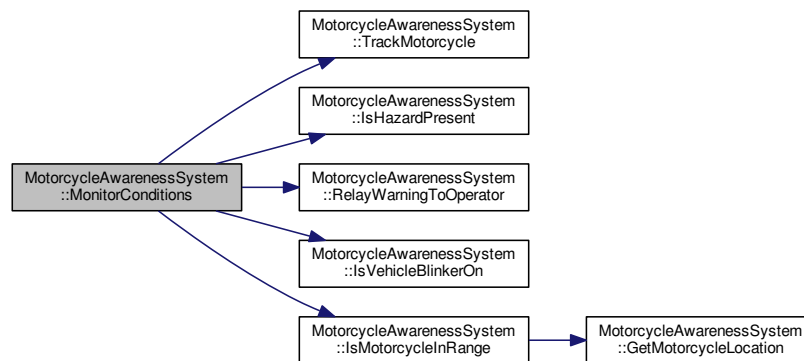 MotorcycleAwarenessSystem
::TrackMotorcycle
MotorcycleAwarenessSystem
::IsHazardPresent
MotorcycleAwarenessSystem
::MonitorConditions
MotorcycleAwarenessSystem
::RelayWarningToOperator
MotorcycleAwarenessSystem
::IsVehicleBlinkerOn
MotorcycleAwarenessSystem
::IsMotorcycleInRange
MotorcycleAwarenessSystem
::GetMotorcycleLocation